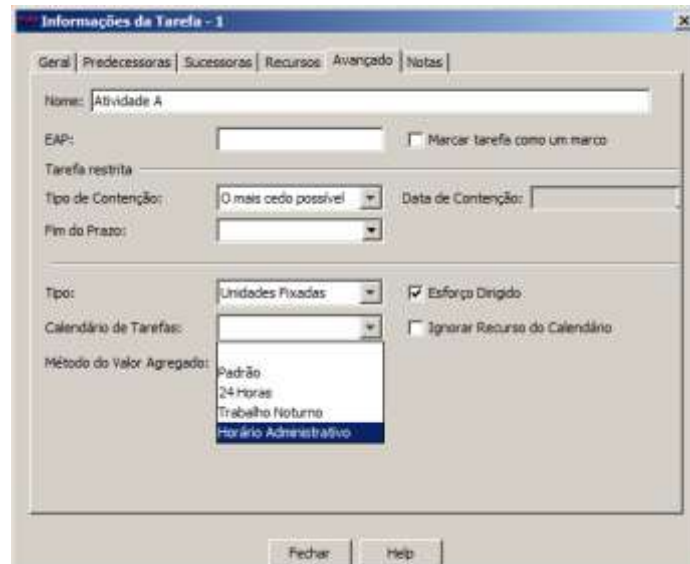 Informações da Tarefa - 1
Geral Predecessoras Sucessoras Recursos Avançado Notas
Nome: Atividade A
EAP: Marcar tarefa como um marco
Tarefa restrita
Tipo de Contenção: O mais cedo possível Data de Contenção:
Fim do Prazo:
Tipo: Unidades Fixadas Esforço Dirigido
Calendário de Tarefas: Ignorar Recurso do Calendário
Método do Valor Agregado:
Padrão
24 Horas
Trabalho Noturno
Horário Administrativo
Fechar Help